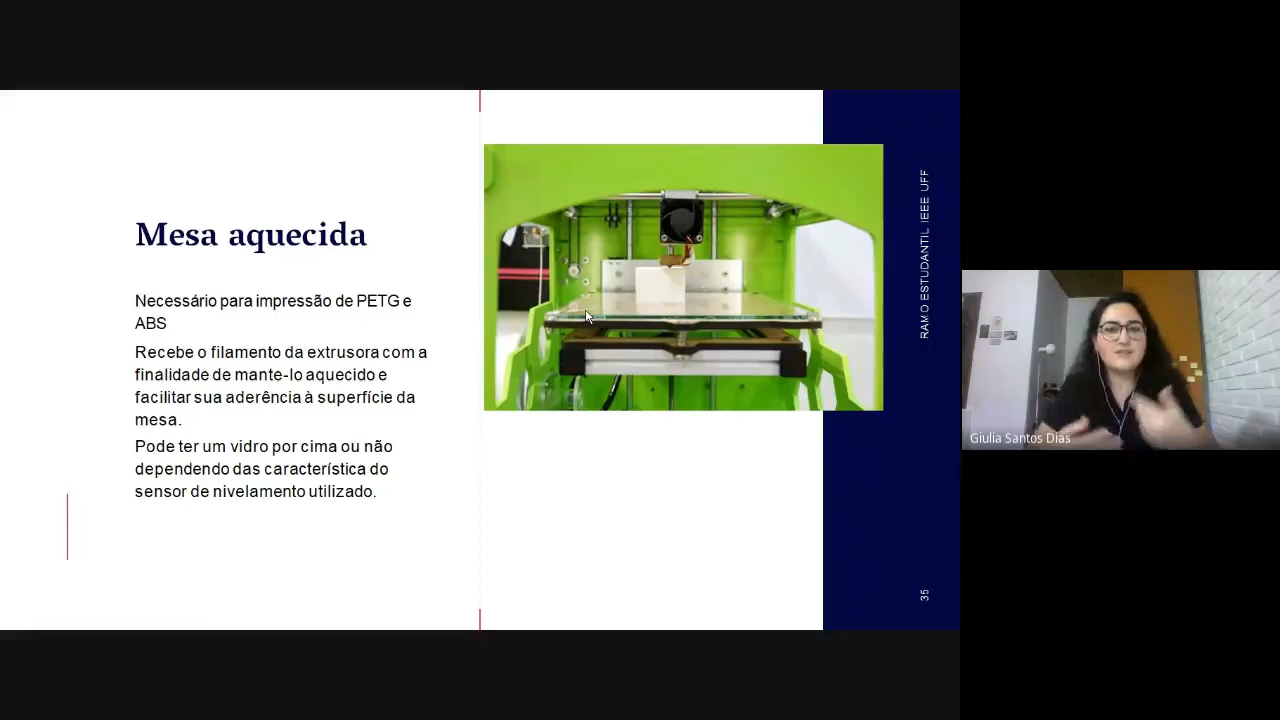 Mesa aquecida
Necessário para impressão de PETG e
ABS
Recebe o filamento da extrusora com a
finalidade de mante-lo aquecido e
facilitar sua aderência à superfície da
mesa.
Pode ter um vidro por cima ou não
dependendo das característica do
sensor de nivelamento utilizado.
RAMO ESTUDANTIL IEEE UFF
35
Giulia Santos Dias